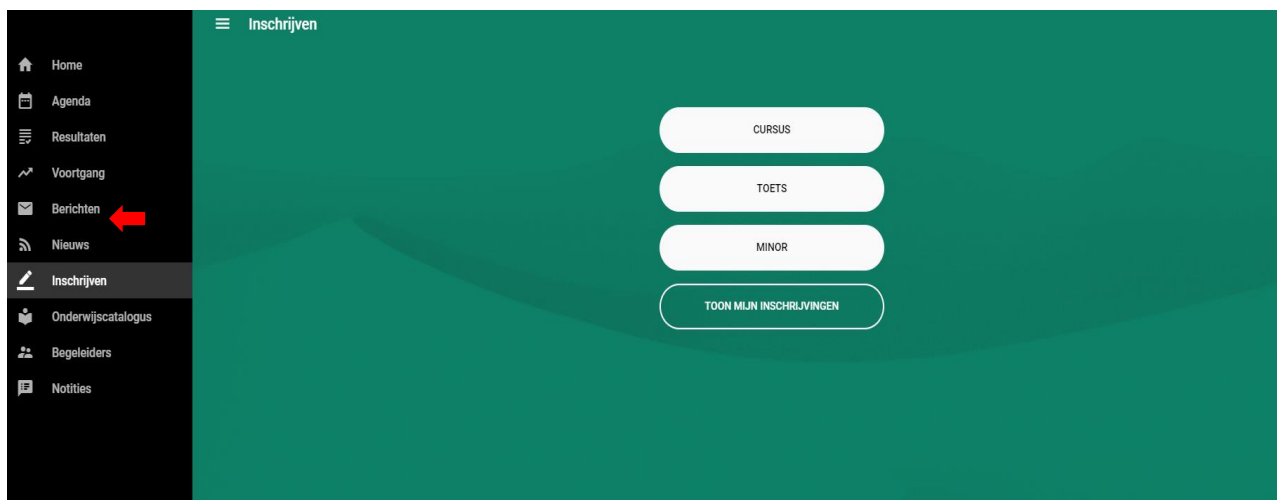 Inschrijven
Home
Agenda
Resultaten
Voortgang
Berichten
Nieuws
Inschrijven
Onderwijscatalogus
Begeleiders
Notities
CURSUS
TOETS
MINOR
TOON MIJN INSCHRIJVINGEN